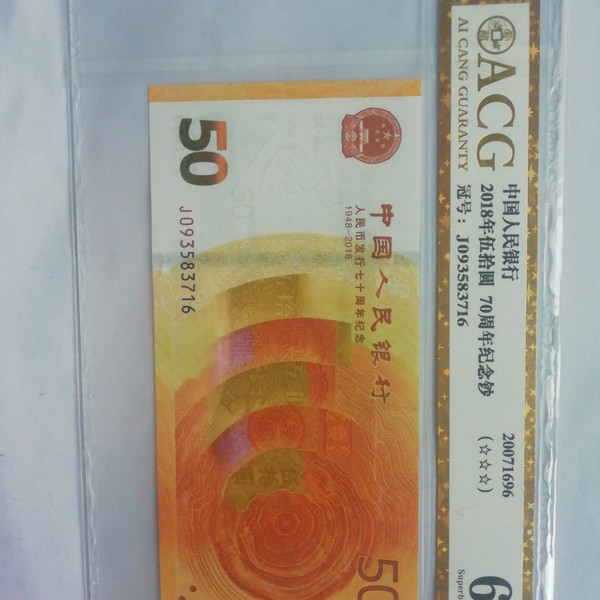 ACG
AI CANG GUARANTY
中国人民银行
2018年伍拾圆 70周年纪念钞
冠号：J093583716
20071696
(☆☆☆)
6
Superb
中国人民银行
人民币发行七十周年纪念
1948-2018
50
J093583716
50